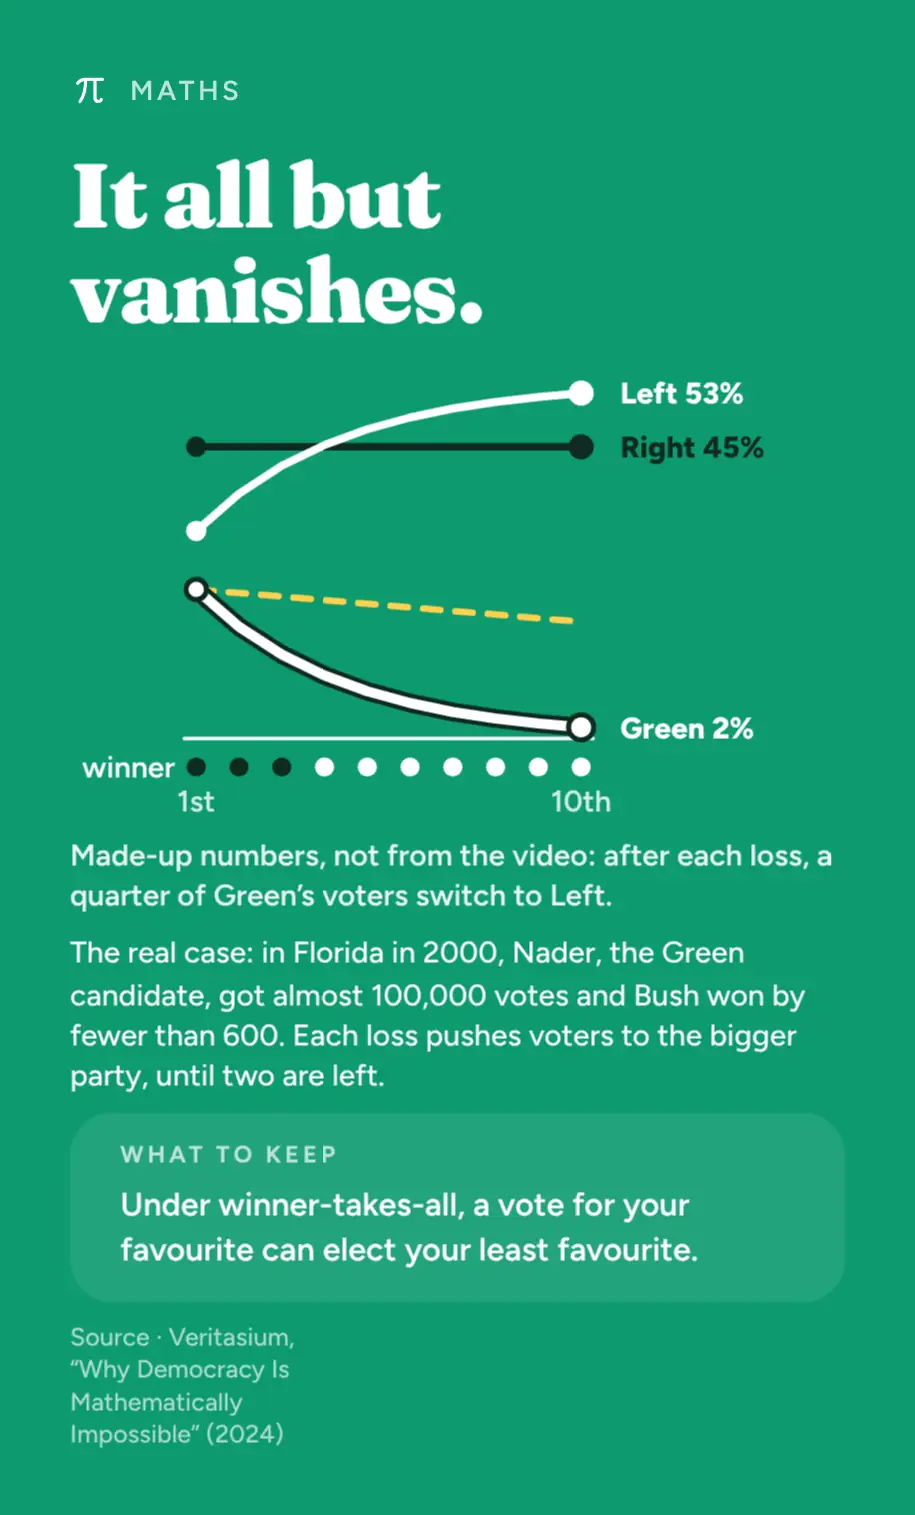 π MATHS
It all but
vanishes.
Left 53%
Right 45%
Green 2%
winner
1st
10th
Made-up numbers, not from the video: after each loss, a
quarter of Green’s voters switch to Left.
The real case: in Florida in 2000, Nader, the Green
candidate, got almost 100,000 votes and Bush won by
fewer than 600. Each loss pushes voters to the bigger
party, until two are left.
WHAT TO KEEP
Under winner-takes-all, a vote for your
favourite can elect your least favourite.
Source · Veritasium,
“Why Democracy Is
Mathematically
Impossible” (2024)